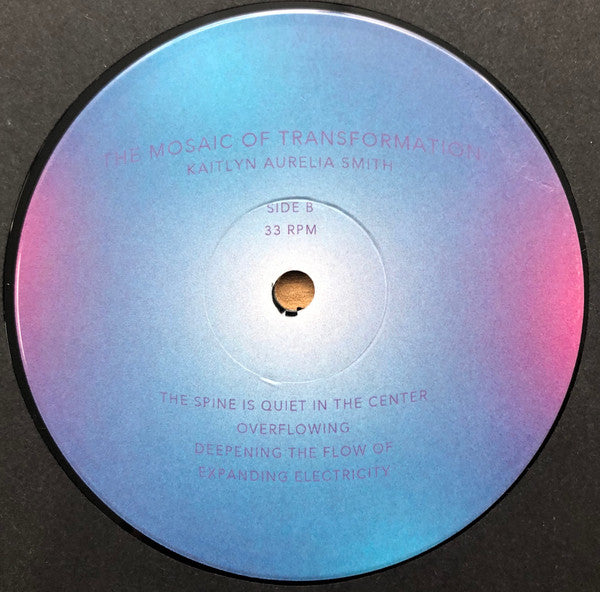 THE MOSAIC OF TRANSFORMATION
KAITLYN AURELIA SMITH
SIDE B
33 RPM
THE SPINE IS QUIET IN THE CENTER
OVERFLOWING
DEEPENING THE FLOW OF
EXPANDING ELECTRICITY